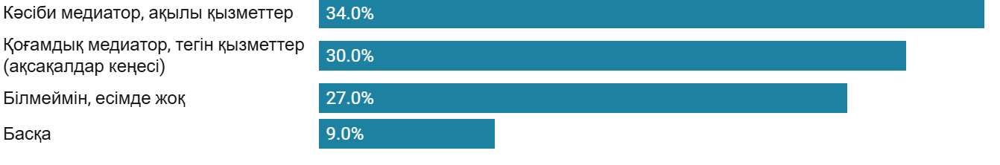 Кәсіби медиатор, ақылы қызметтер
34.0%
Қоғамдық медиатор, тегін қызметтер
(ақсақалдар кеңесі)
30.0%
Білмеймін, есімде жоқ
27.0%
Басқа
9.0%